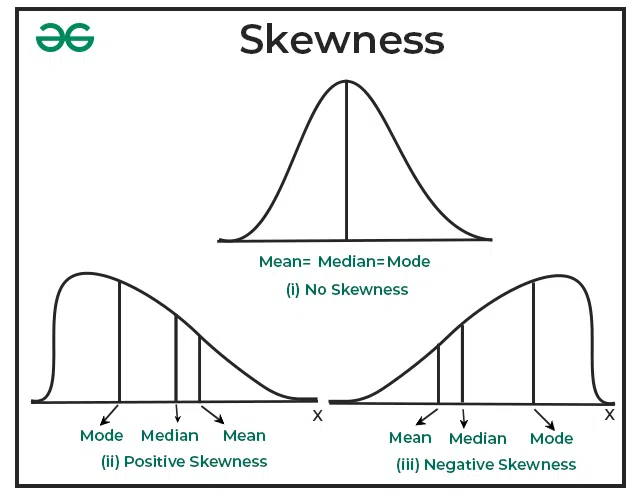 Skewness
Mean= Median=Mode
(i) No Skewness
X
Mode Median Mean
(ii) Positive Skewness
X
Mean Median Mode
(iii) Negative Skewness